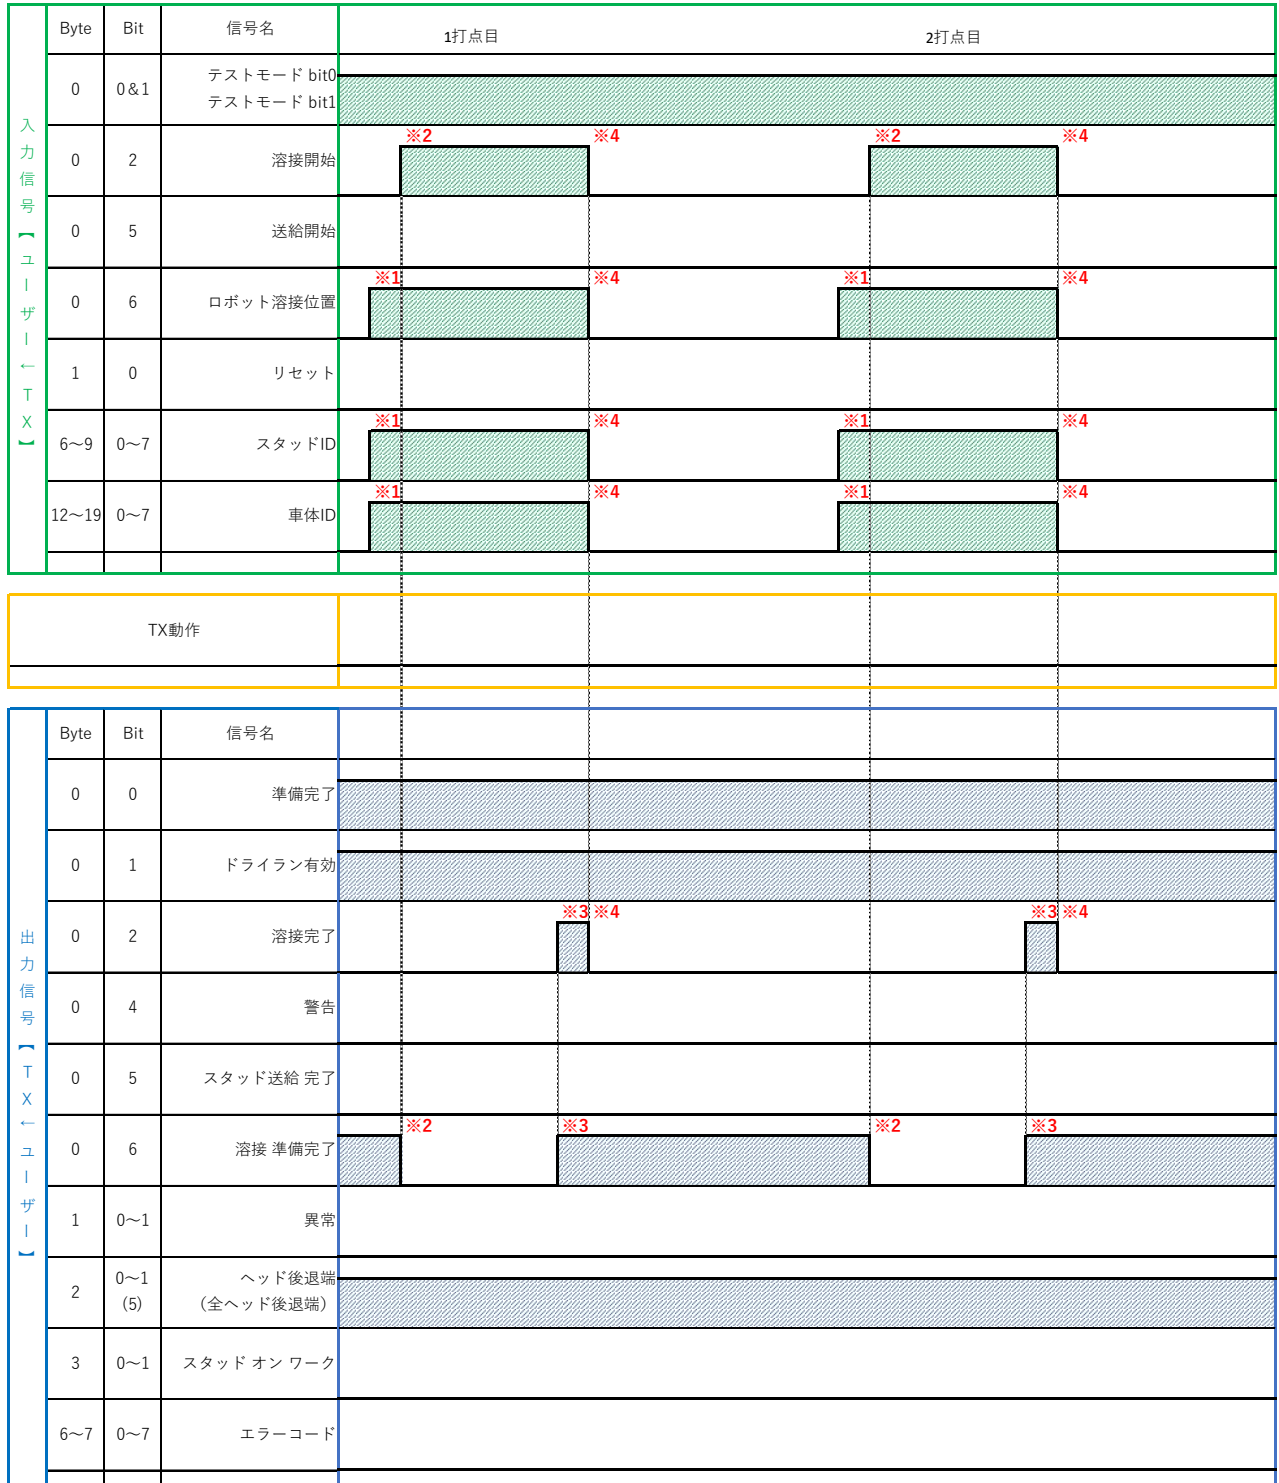 Byte Bit 信号名 1打点目 2打点目
入力信号【ユーザー←TX】
0 0&1 テストモード bit0
テストモード bit1
※2 ※4 ※2 ※4
0 2 溶接開始
0 5 送給開始
※1 ※4 ※1 ※4
0 6 ロボット溶接位置
1 0 リセット
※1 ※4 ※1 ※4
6〜9 0〜7 スタッドID
※1 ※4 ※1 ※4
12〜19 0〜7 車体ID
TX動作
Byte Bit 信号名
出力信号【TX←ユーザー】
0 0 準備完了
0 1 ドライラン有効
※3 ※4 ※3 ※4
0 2 溶接完了
0 4 警告
0 5 スタッド送給 完了
※2 ※3 ※2 ※3
0 6 溶接 準備完了
1 0〜1 異常
2 0〜1 ヘッド後退端
(5) （全ヘッド後退端）
3 0〜1 スタッド オン ワーク
6〜7 0〜7 エラーコード